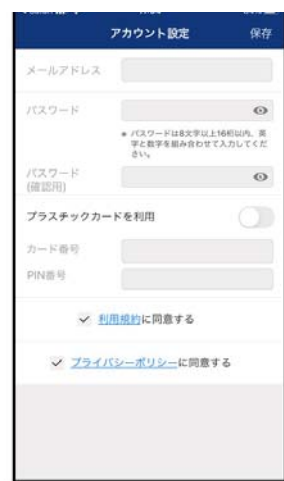 アカウント設定 保存
メールアドレス
パスワード
※ パスワードは8文字以上16桁以内、英
字と数字を組み合わせて入力してくだ
さい。
パスワード
(確認用)
プラスチックカードを利用
カード番号
PIN番号
利用規約に同意する
プライバシーポリシーに同意する